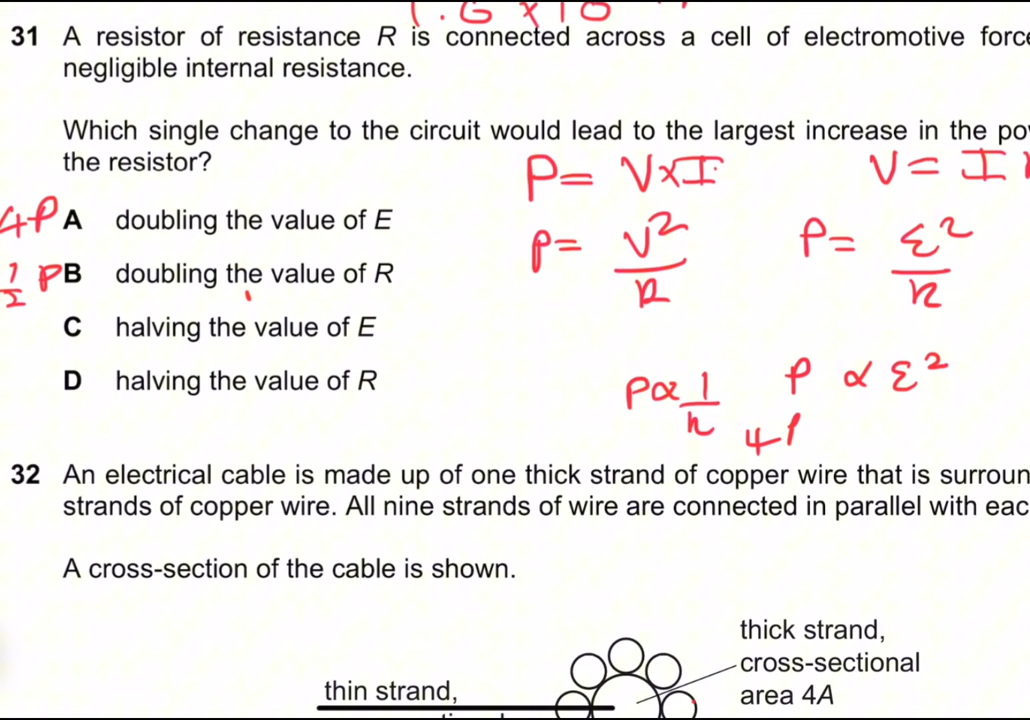 1.6 × 10
31 A resistor of resistance R is connected across a cell of electromotive force
negligible internal resistance.
Which single change to the circuit would lead to the largest increase in the po
the resistor?
P = V×I
V = I
4P A doubling the value of E
P = V²/R
P = ε²/R
1/2 P B doubling the value of R
C halving the value of E
D halving the value of R
P ∝ 1/R
P ∝ ε²
4P
32 An electrical cable is made up of one thick strand of copper wire that is surroun
strands of copper wire. All nine strands of wire are connected in parallel with eac
A cross-section of the cable is shown.
thick strand,
cross-sectional
area 4A
thin strand,